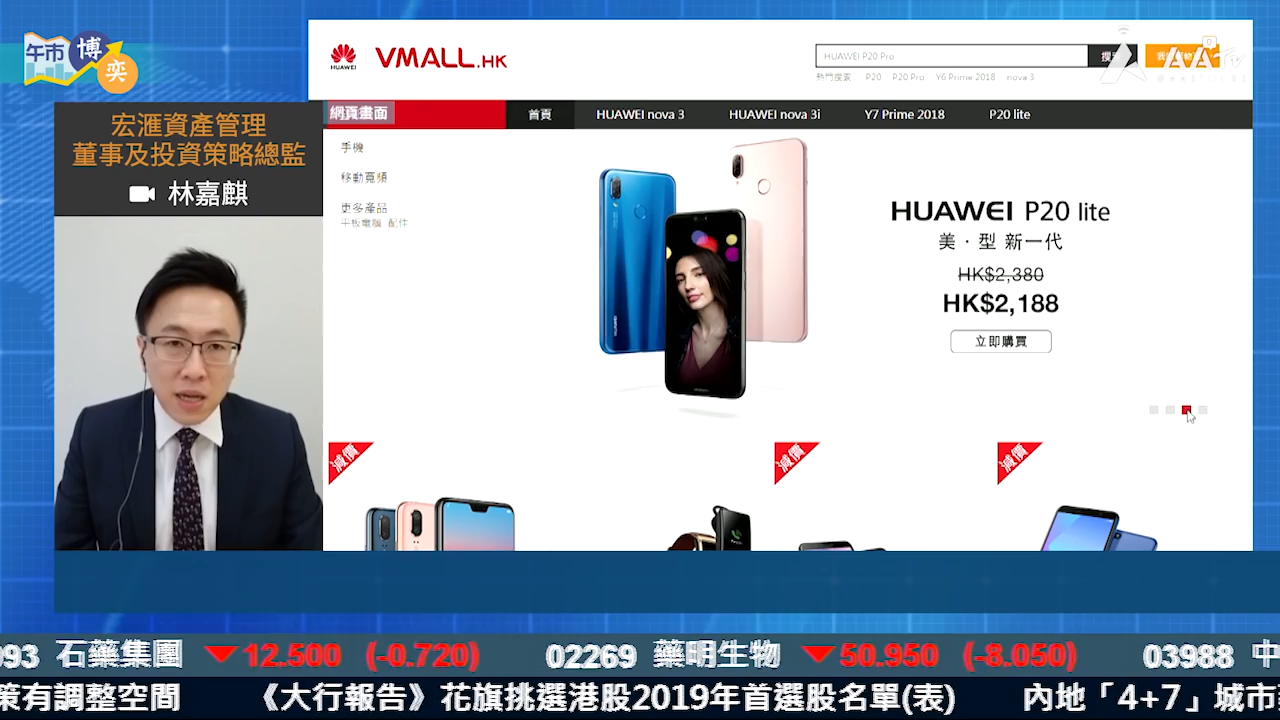 午市
博
奕
HUAWEI
VMALL.HK
HUAWEI P20 Pro
熱門搜索 P20 P20 Pro Y6 Prime 2018 nova 3
宏滙資產管理
董事及投資策略總監
林嘉麒
網頁畫面
首頁
HUAWEI nova 3
HUAWEI nova 3i
Y7 Prime 2018
P20 lite
手機
移動寬頻
更多產品
平板電腦 配件
HUAWEI P20 lite
美．型 新一代
HK$2,380
HK$2,188
立即購買
減價
減價
減價
093 石藥集團 12.500 (-0.720) 02269 藥明生物 50.950 (-8.050) 03988 中
策有調整空間 《大行報告》花旗挑選港股2019年首選股名單(表) 內地「4+7」城市